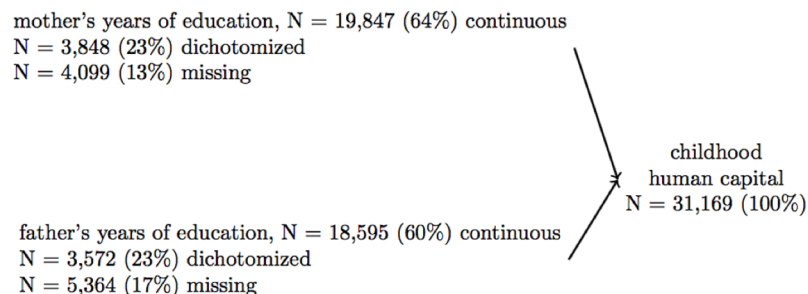 mother's years of education, N = 19,847 (64%) continuous
N = 3,848 (23%) dichotomized
N = 4,099 (13%) missing
childhood
human capital
N = 31,169 (100%)
father's years of education, N = 18,595 (60%) continuous
N = 3,572 (23%) dichotomized
N = 5,364 (17%) missing